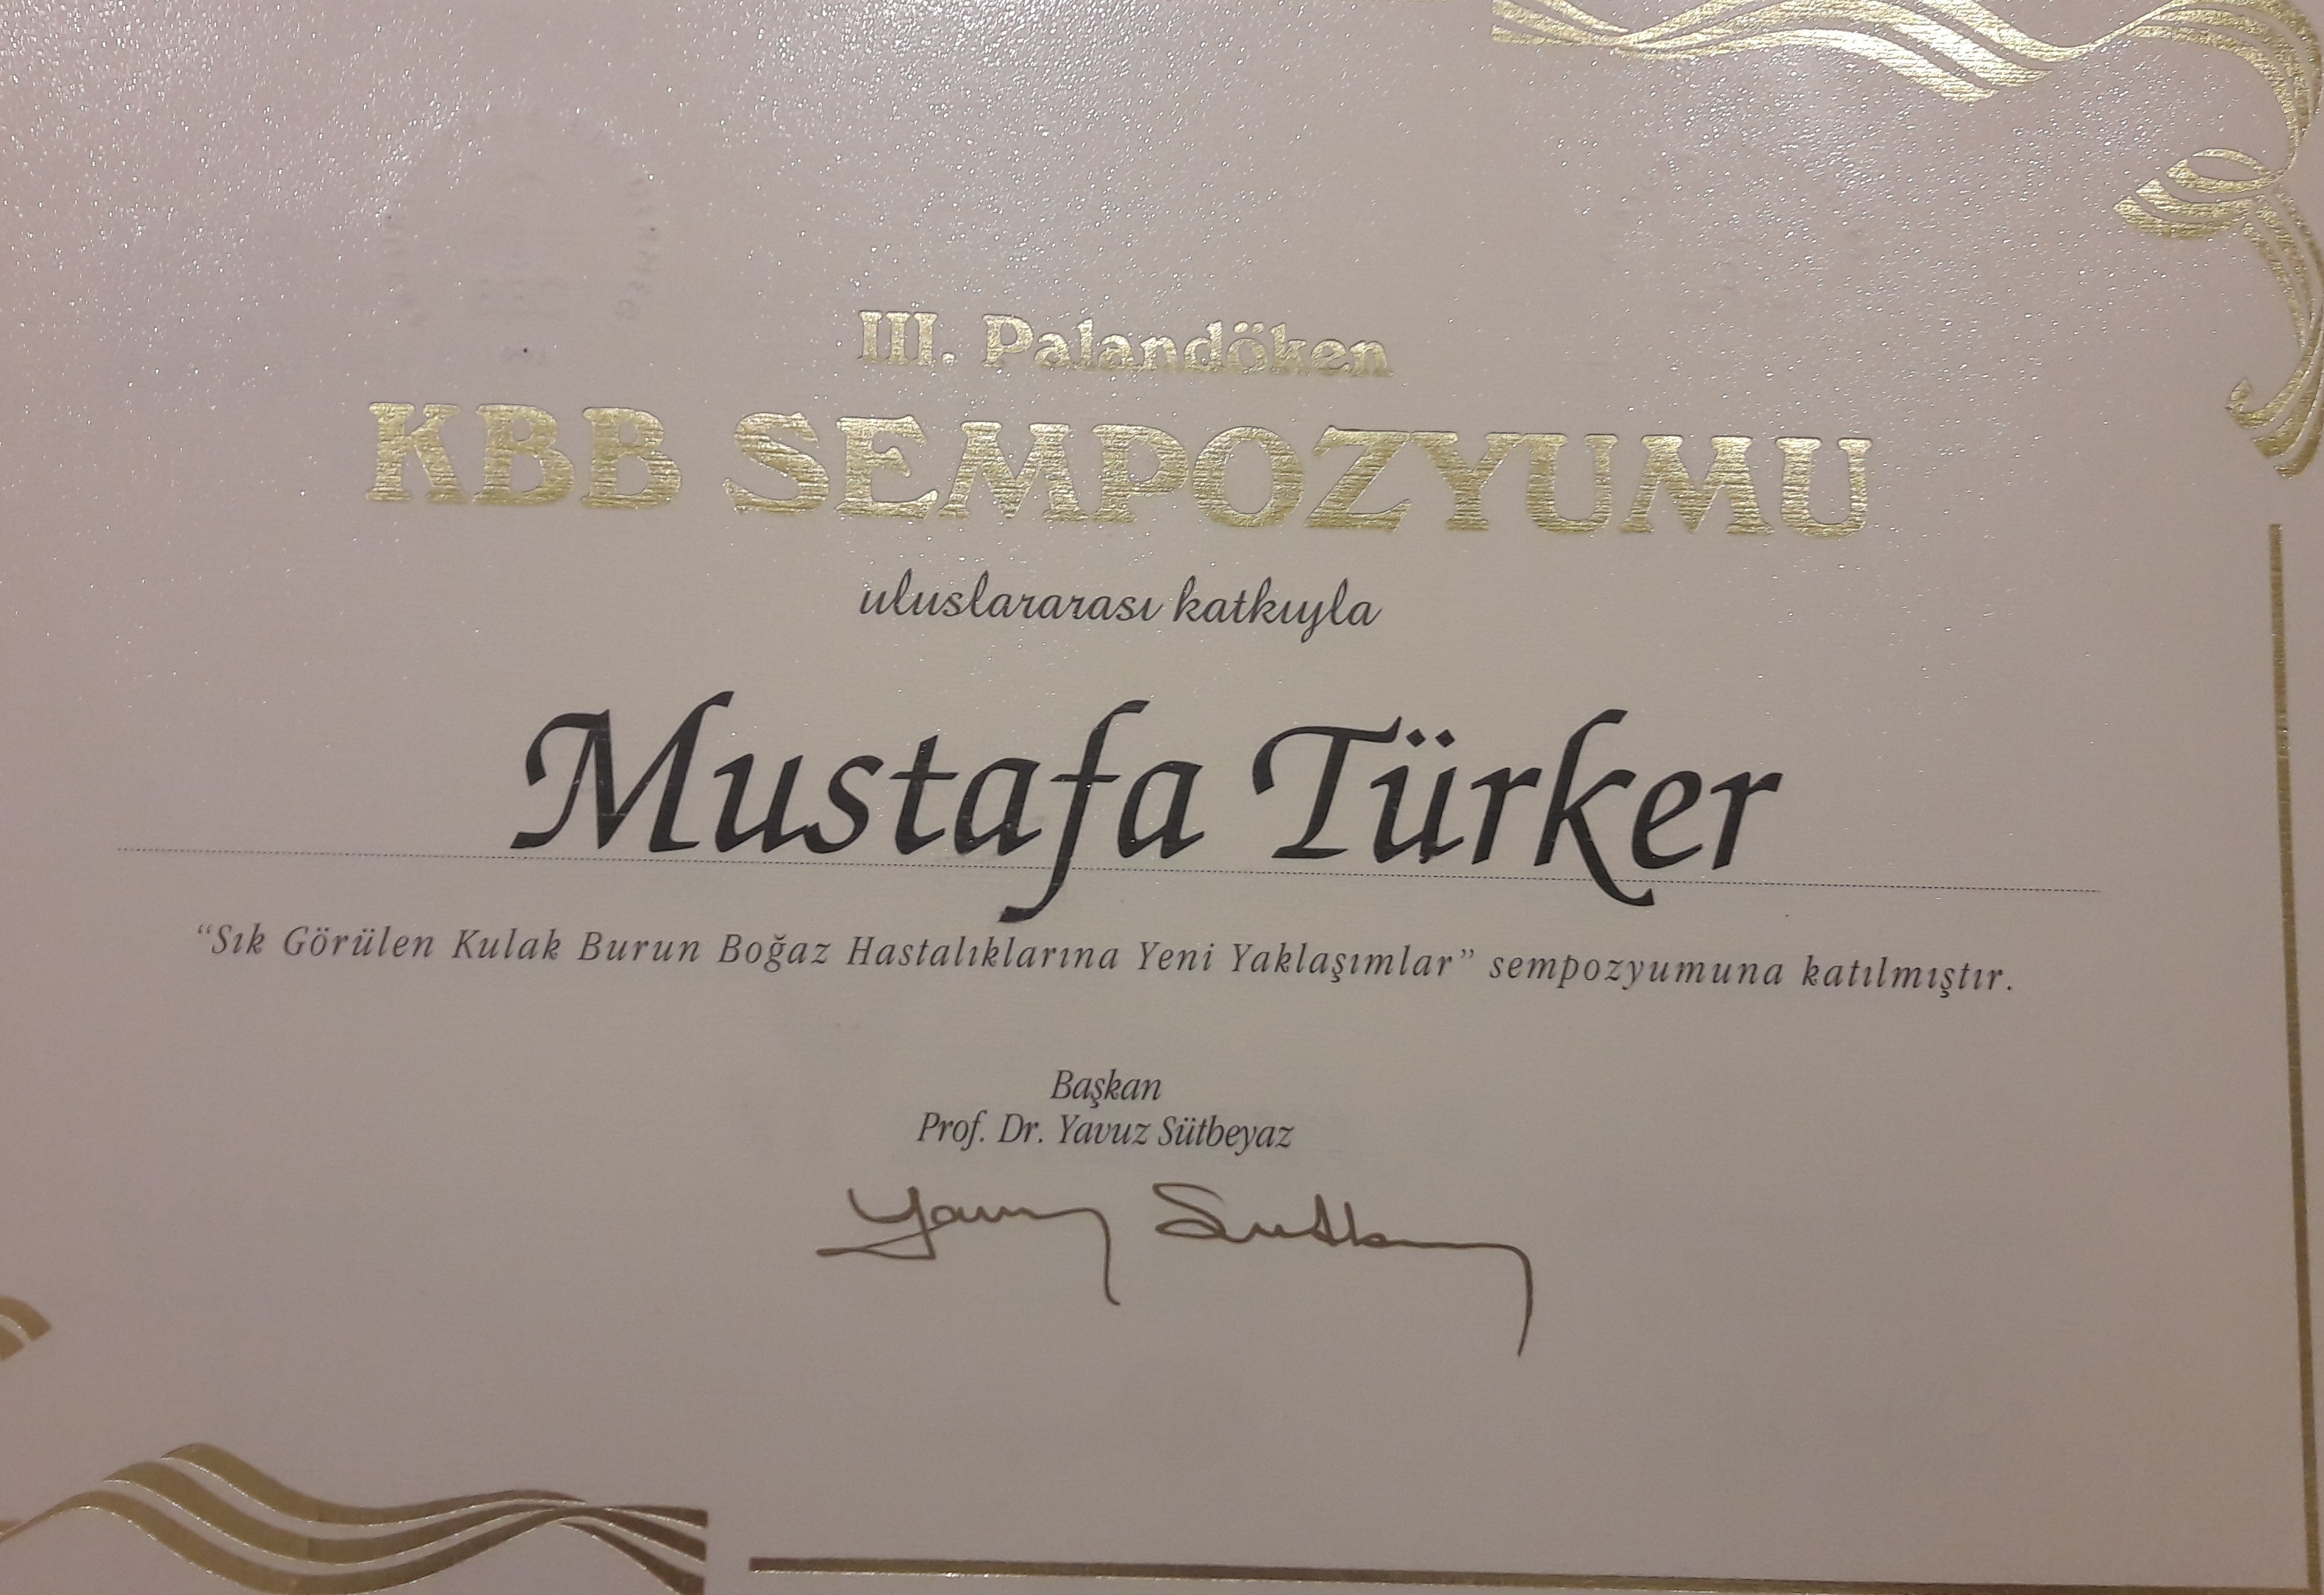 III. Palandöken
KBB SEMPOZYUMU
uluslararası katkıyla
Mustafa Türker
“Sık Görülen Kulak Burun Boğaz Hastalıklarına Yeni Yaklaşımlar” sempozyumuna katılmıştır.
Başkan
Prof. Dr. Yavuz Sütbeyaz